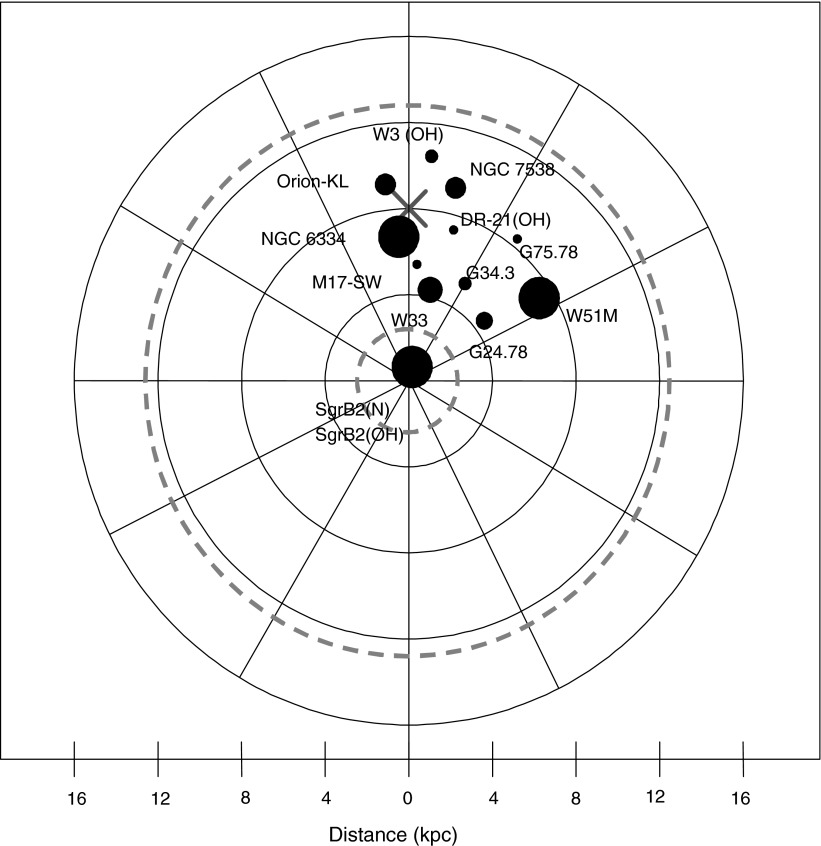 W3 (OH)
NGC 7538
Orion-KL
DR-21(OH)
NGC 6334
G75.78
G34.3
M17-SW
W33
W51M
G24.78
SgrB2(N)
SgrB2(OH)
16 12 8 4 0 4 8 12 16
Distance (kpc)